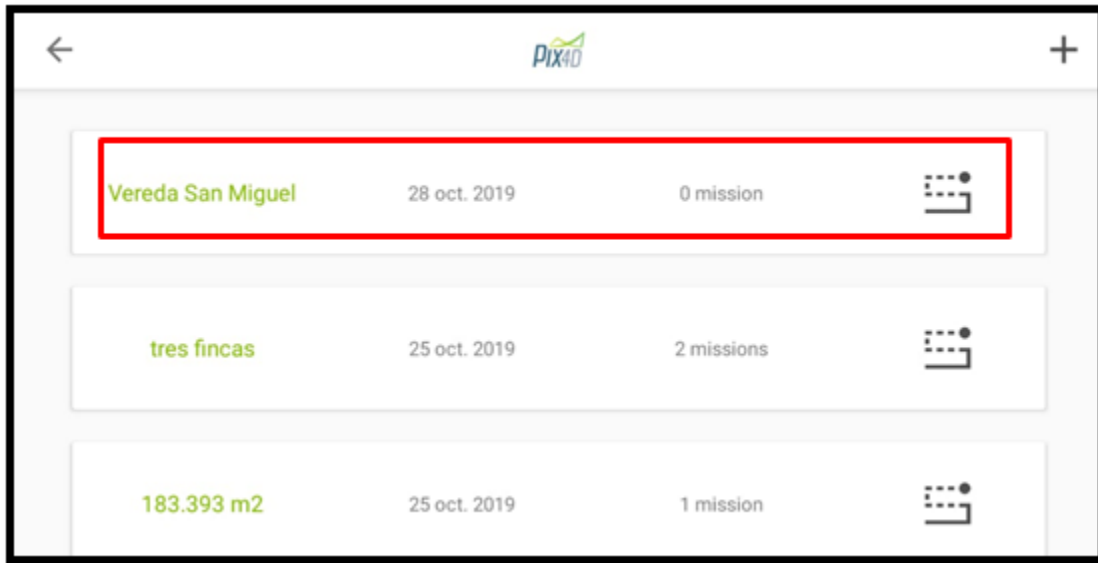 PIX4D
Vereda San Miguel 28 oct. 2019 0 mission
tres fincas 25 oct. 2019 2 missions
183.393 m2 25 oct. 2019 1 mission